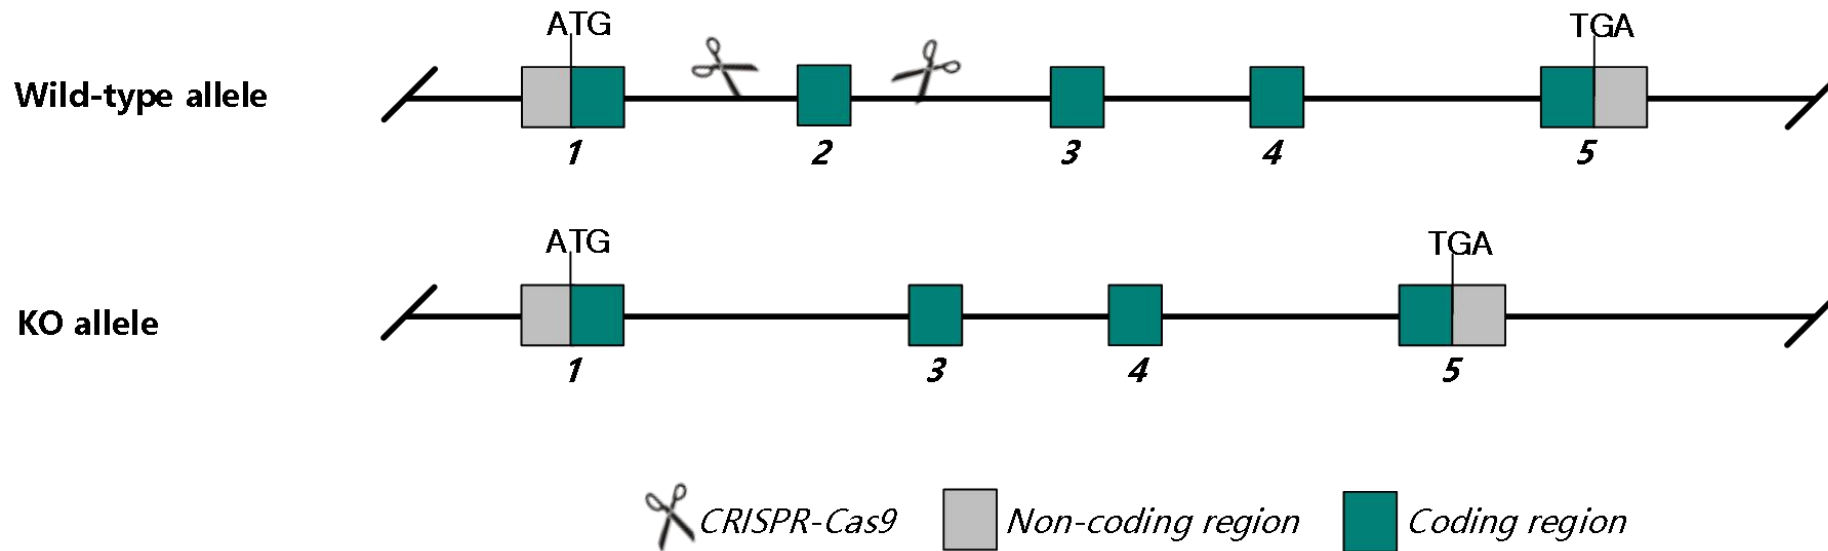 ATG
TGA
Wild-type allele
1
2
3
4
5
ATG
TGA
KO allele
1
3
4
5
CRISPR-Cas9
Non-coding region
Coding region